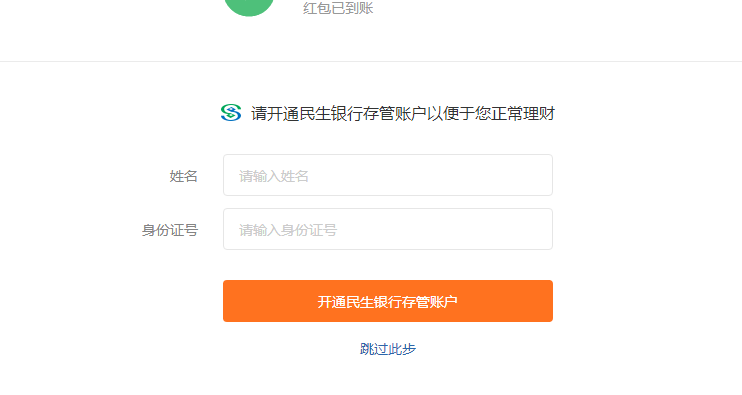 红包已到账
请开通民生银行存管账户以便于您正常理财
姓名
请输入姓名
身份证号
请输入身份证号
开通民生银行存管账户
跳过此步